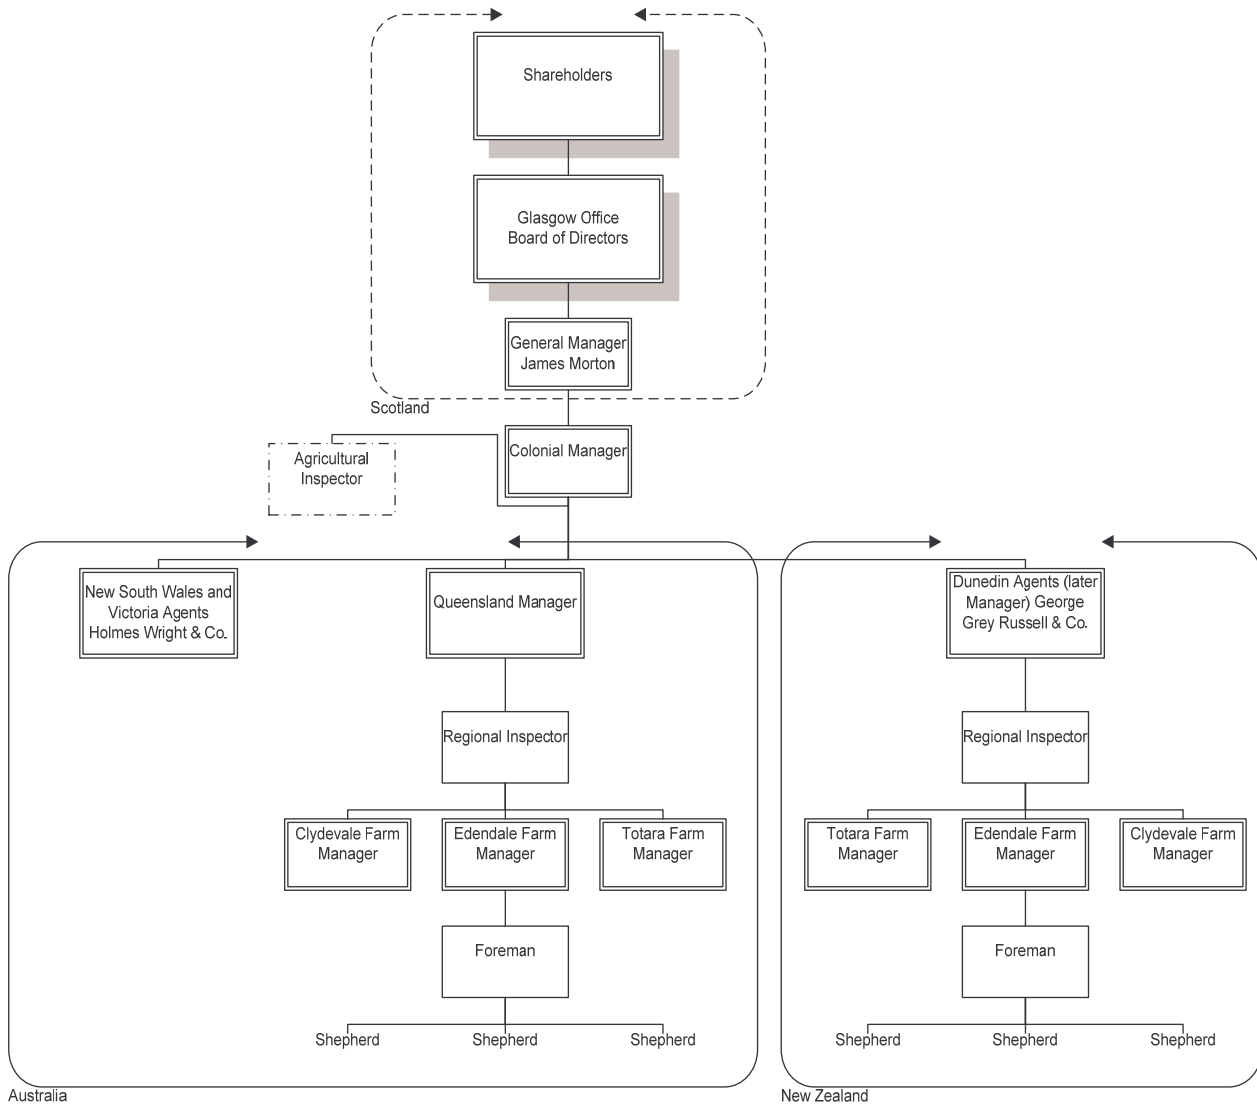 Shareholders
Glasgow Office
Board of Directors
General Manager
James Morton
Scotland
Colonial Manager
Agricultural
Inspector
New South Wales and
Victoria Agents
Holmes Wright & Co.
Queensland Manager
Dunedin Agents (later
Manager) George
Grey Russell & Co.
Regional Inspector
Regional Inspector
Clydevale Farm
Manager
Edendale Farm
Manager
Totara Farm
Manager
Totara Farm
Manager
Edendale Farm
Manager
Clydevale Farm
Manager
Foreman
Foreman
Shepherd
Shepherd
Shepherd
Shepherd
Shepherd
Shepherd
Australia
New Zealand